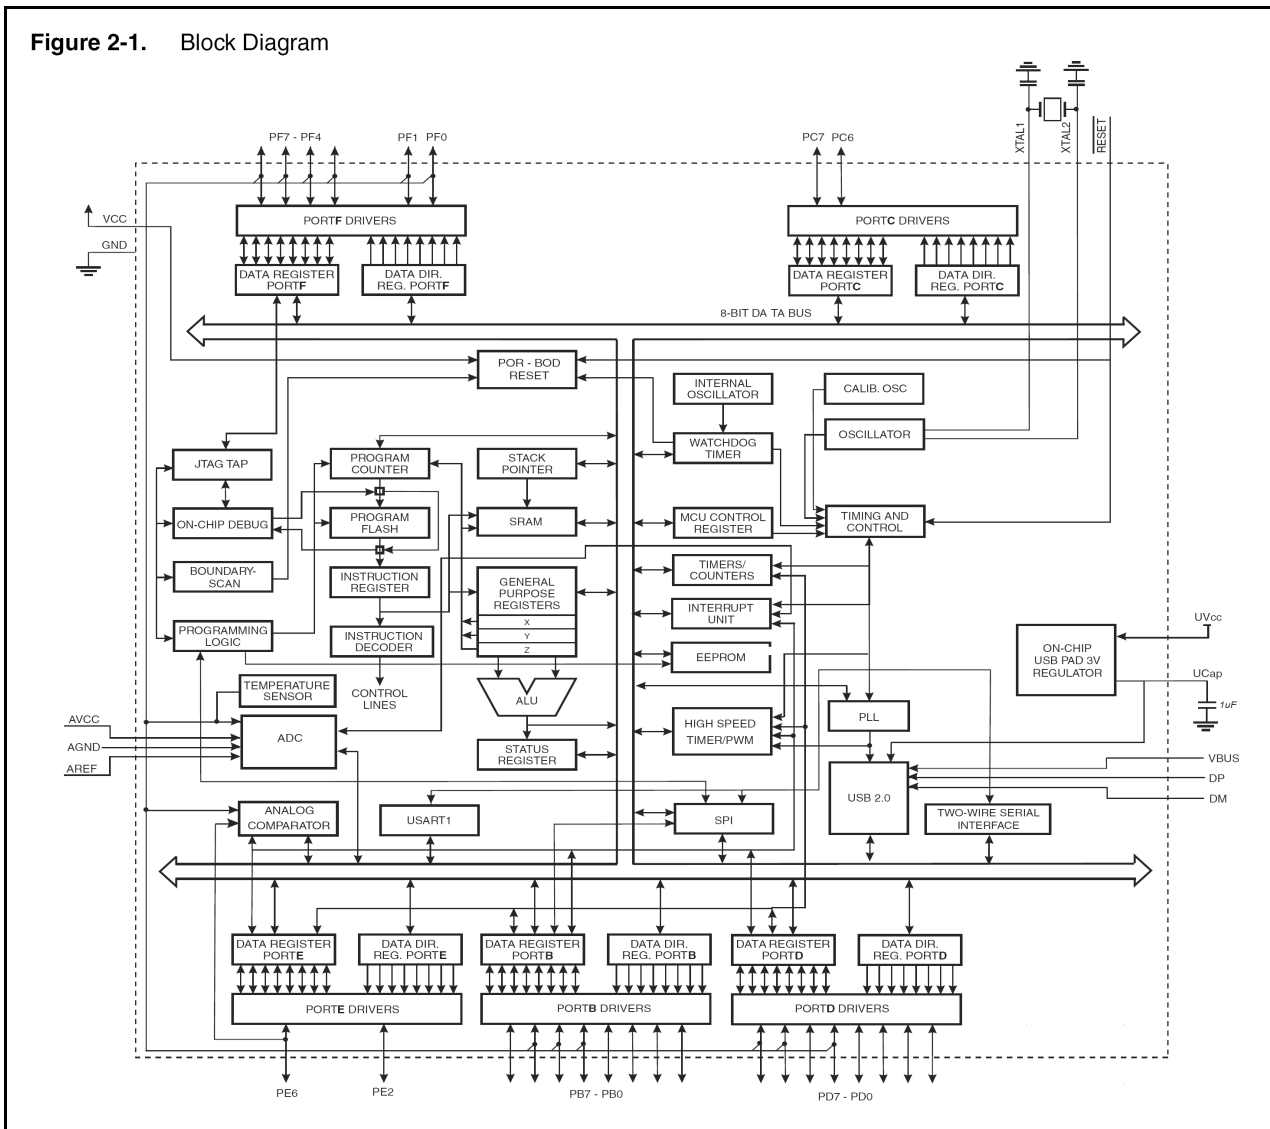 Figure 2-1. Block Diagram
XTAL1
XTAL2
RESET
PF7 - PF4
PF1
PF0
PC7
PC6
VCC
GND
PORTF DRIVERS
PORTC DRIVERS
DATA REGISTER
PORTF
DATA DIR.
REG. PORTF
DATA REGISTER
PORTC
DATA DIR.
REG. PORTC
8-BIT DA TA BUS
POR - BOD
RESET
INTERNAL
OSCILLATOR
CALIB. OSC
WATCHDOG
TIMER
OSCILLATOR
JTAG TAP
PROGRAM
COUNTER
STACK
POINTER
ON-CHIP DEBUG
PROGRAM
FLASH
SRAM
MCU CONTROL
REGISTER
TIMING AND
CONTROL
BOUNDARY-
SCAN
INSTRUCTION
REGISTER
GENERAL
PURPOSE
REGISTERS
X
Y
Z
TIMERS/
COUNTERS
INTERRUPT
UNIT
PROGRAMMING
LOGIC
INSTRUCTION
DECODER
EEPROM
ON-CHIP
USB PAD 3V
REGULATOR
UVcc
UCap
1uF
TEMPERATURE
SENSOR
CONTROL
LINES
ALU
AVCC
AGND
AREF
ADC
STATUS
REGISTER
HIGH SPEED
TIMER/PWM
PLL
VBUS
DP
DM
USB 2.0
ANALOG
COMPARATOR
USART1
SPI
TWO-WIRE SERIAL
INTERFACE
DATA REGISTER
PORTE
DATA DIR.
REG. PORTE
DATA REGISTER
PORTB
DATA DIR.
REG. PORTB
DATA REGISTER
PORTD
DATA DIR.
REG. PORTD
PORTE DRIVERS
PORTB DRIVERS
PORTD DRIVERS
PE6
PE2
PB7 - PB0
PD7 - PD0